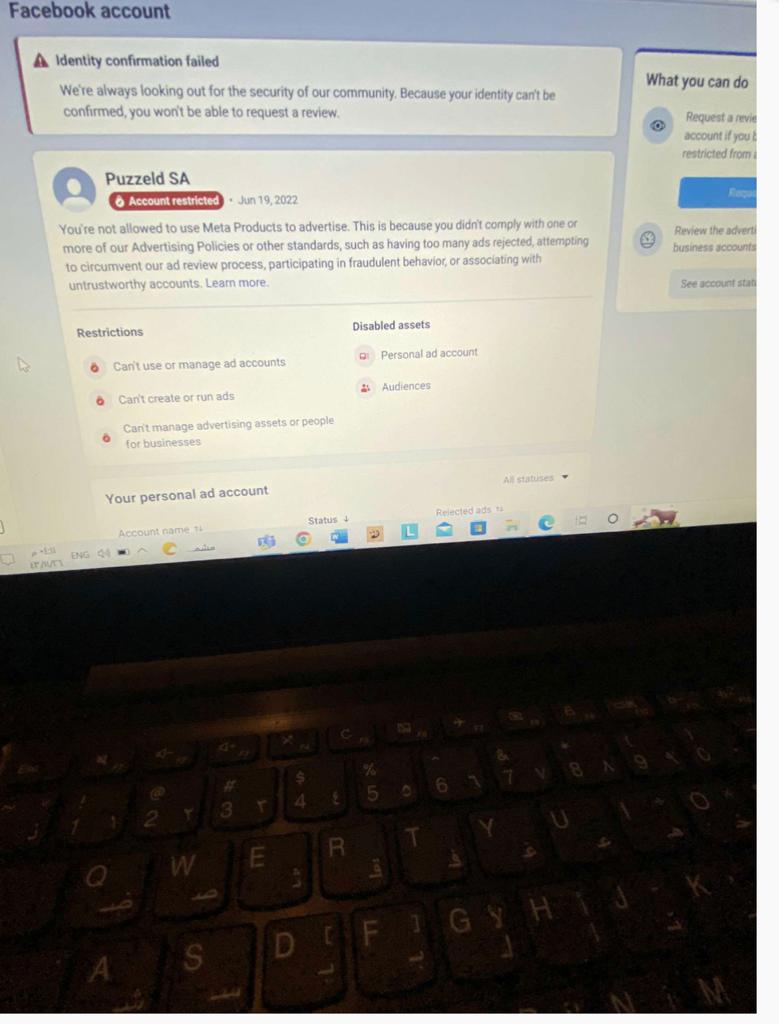 Facebook account
Identity confirmation failed
We're always looking out for the security of our community. Because your identity can't be
confirmed, you won't be able to request a review.
What you can do
Request a revie
account if you b
restricted from a
Reque
Review the adverti
business accounts
See account stat
Puzzeld SA
Account restricted · Jun 19, 2022
You're not allowed to use Meta Products to advertise. This is because you didn't comply with one or
more of our Advertising Policies or other standards, such as having too many ads rejected, attempting
to circumvent our ad review process, participating in fraudulent behavior, or associating with
untrustworthy accounts. Learn more.
Restrictions
Can't use or manage ad accounts
Can't create or run ads
Can't manage advertising assets or people
for businesses
Disabled assets
Personal ad account
Audiences
Your personal ad account
All statuses
Account name
Status
Rejected ads
ENG
L
! @ # $ % ^ & *
1 2 3 4 5 6 7 8 9 0
Q W E R T Y U I O
A S D F G H J K
N M